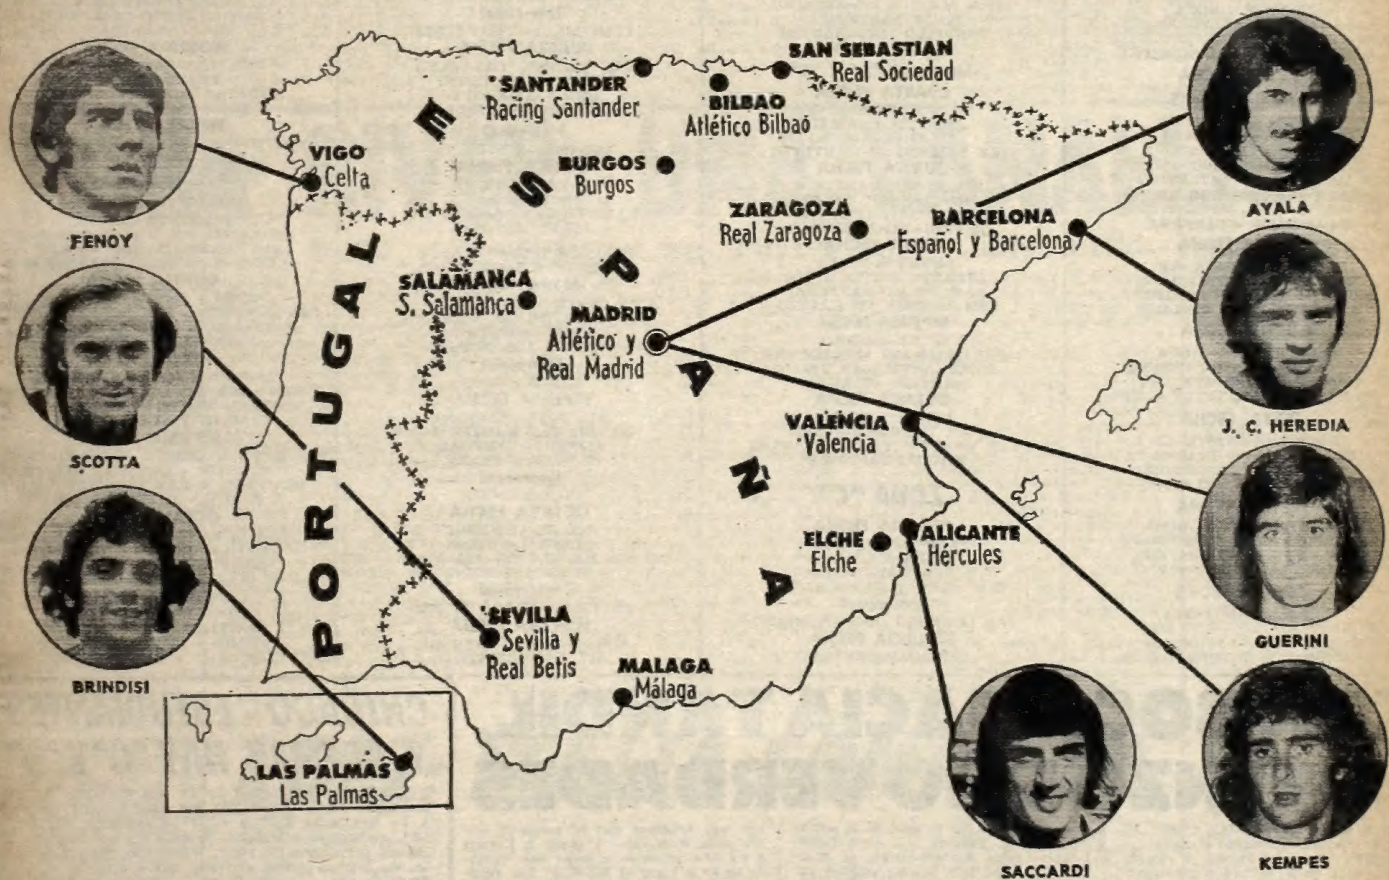 SAN SEBASTIAN
Real Sociedad
SANTANDER
Racing Santander
BILBAO
Atlético Bilbao
VIGO
Celta
BURGOS
Burgos
ZARAGOZA
Real Zaragoza
BARCELONA
Español y Barcelona
SALAMANCA
S. Salamanca
MADRID
Atlético y
Real Madrid
VALENCIA
Valencia
ELCHE
Elche
ALICANTE
Hércules
SEVILLA
Sevilla y
Real Betis
MALAGA
Málaga
LAS PALMAS
Las Palmas
ESPAÑA
PORTUGAL
FENOY
SCOTTA
BRINDISI
AYALA
J. C. HEREDIA
GUERINI
KEMPES
SACCARDI